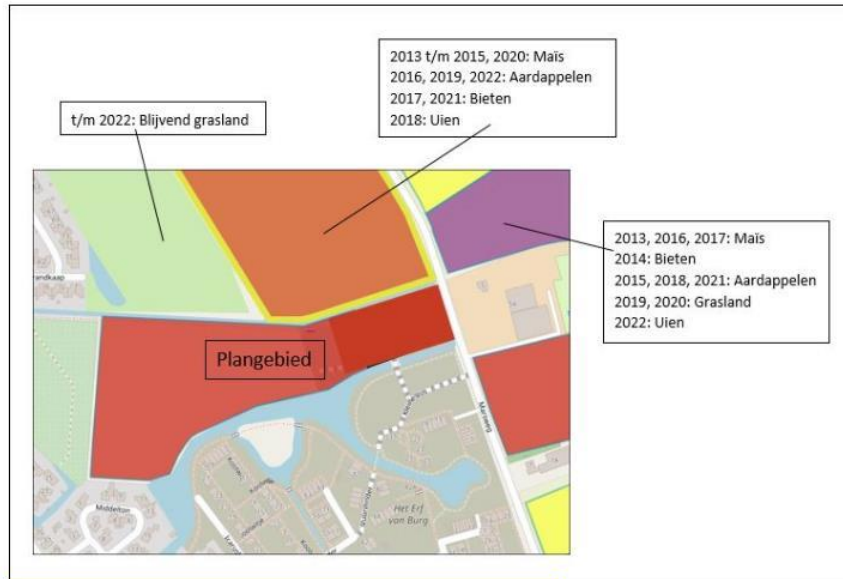 2013 t/m 2015, 2020: Maïs
2016, 2019, 2022: Aardappelen
2017, 2021: Bieten
2018: Uien
t/m 2022: Blijvend grasland
2013, 2016, 2017: Maïs
2014: Bieten
2015, 2018, 2021: Aardappelen
2019, 2020: Grasland
2022: Uien
Plangebied
Marsweg
Middelton
Het Erf
van Burg